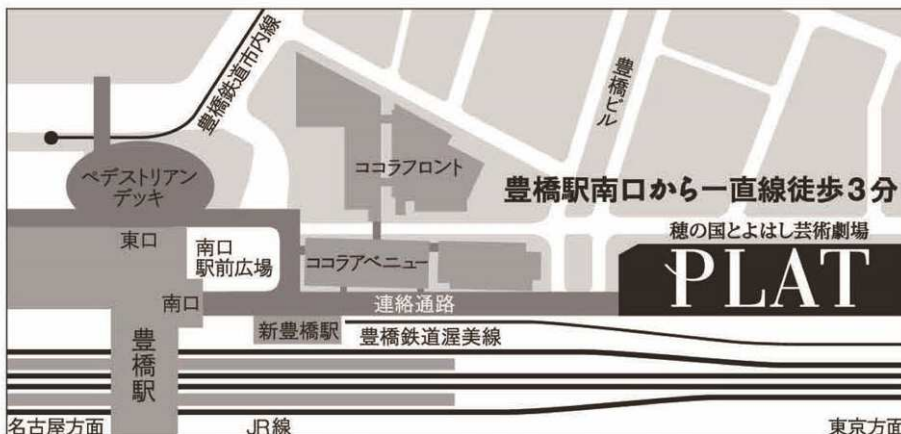 豊橋鉄道市内線
豊橋ビル
ペデストリアン
デッキ
ココラフロント
豊橋駅南口から一直線徒歩3分
穂の国とよはし芸術劇場
PLAT
東口
南口
駅前広場
ココラアベニュー
南口
連絡通路
新豊橋駅
豊橋鉄道渥美線
豊橋駅
名古屋方面
JR線
東京方面